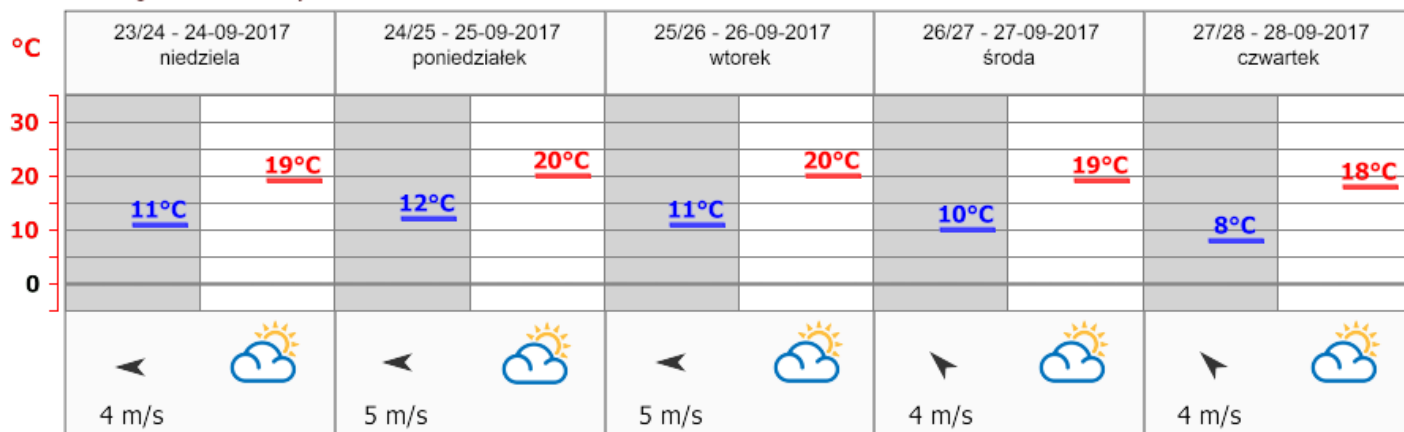 °C
23/24 - 24-09-2017
niedziela
24/25 - 25-09-2017
poniedziałek
25/26 - 26-09-2017
wtorek
26/27 - 27-09-2017
środa
27/28 - 28-09-2017
czwartek
30
20
10
0
11°C
19°C
12°C
20°C
11°C
20°C
10°C
19°C
8°C
18°C
4 m/s
5 m/s
5 m/s
4 m/s
4 m/s